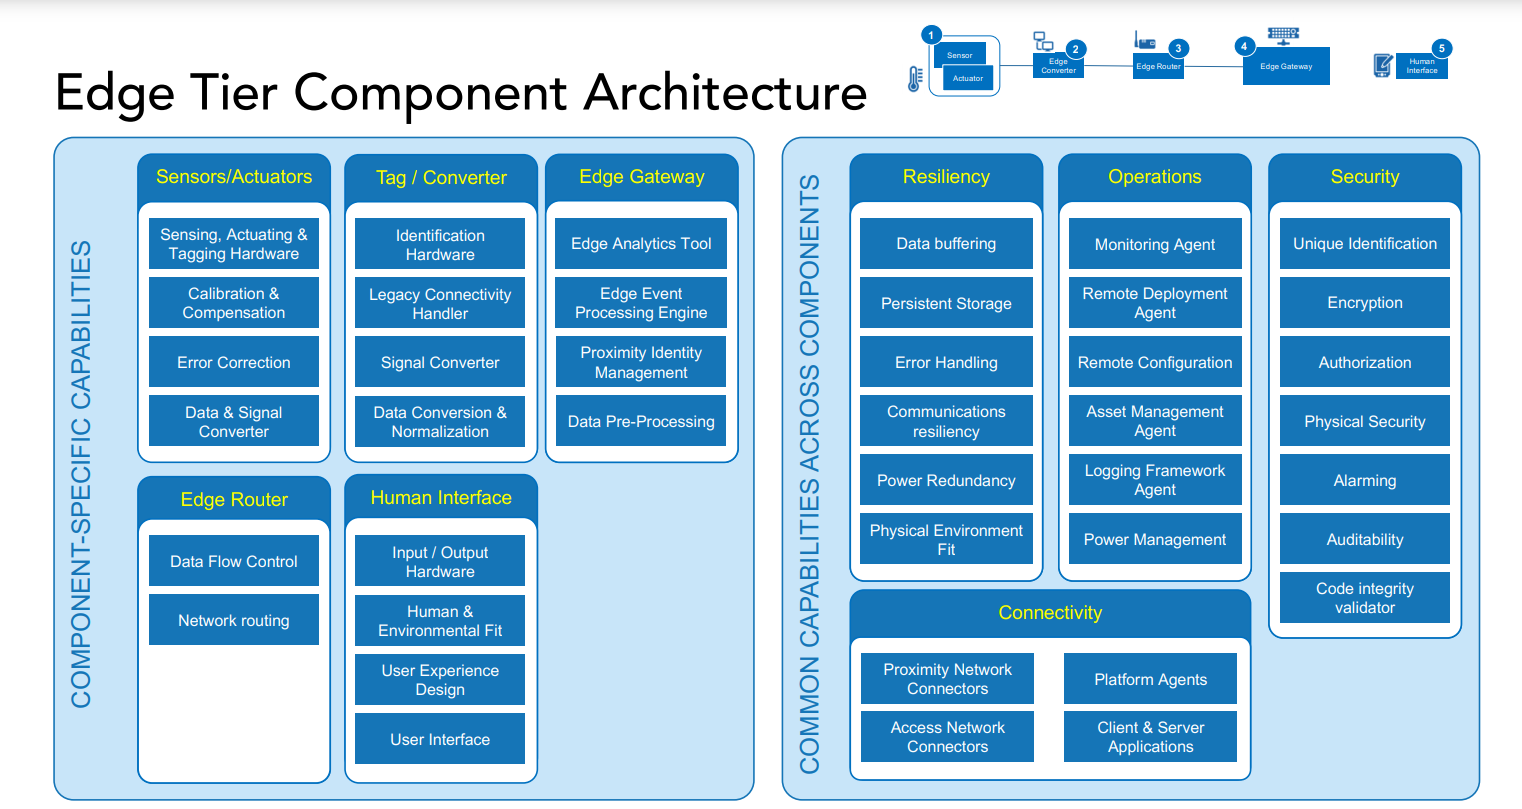 1
Sensor
Actuator
2
Edge
Converter
3
Edge Router
4
Edge Gateway
5
Human
Interface
Edge Tier Component Architecture
COMPONENT-SPECIFIC CAPABILITIES
Sensors/Actuators
Sensing, Actuating &
Tagging Hardware
Calibration &
Compensation
Error Correction
Data & Signal
Converter
Tag / Converter
Identification
Hardware
Legacy Connectivity
Handler
Signal Converter
Data Conversion &
Normalization
Edge Gateway
Edge Analytics Tool
Edge Event
Processing Engine
Proximity Identity
Management
Data Pre-Processing
Edge Router
Data Flow Control
Network routing
Human Interface
Input / Output
Hardware
Human &
Environmental Fit
User Experience
Design
User Interface
COMMON CAPABILITIES ACROSS COMPONENTS
Resiliency
Data buffering
Persistent Storage
Error Handling
Communications
resiliency
Power Redundancy
Physical Environment
Fit
Operations
Monitoring Agent
Remote Deployment
Agent
Remote Configuration
Asset Management
Agent
Logging Framework
Agent
Power Management
Security
Unique Identification
Encryption
Authorization
Physical Security
Alarming
Auditability
Code integrity
validator
Connectivity
Proximity Network
Connectors
Platform Agents
Access Network
Connectors
Client & Server
Applications